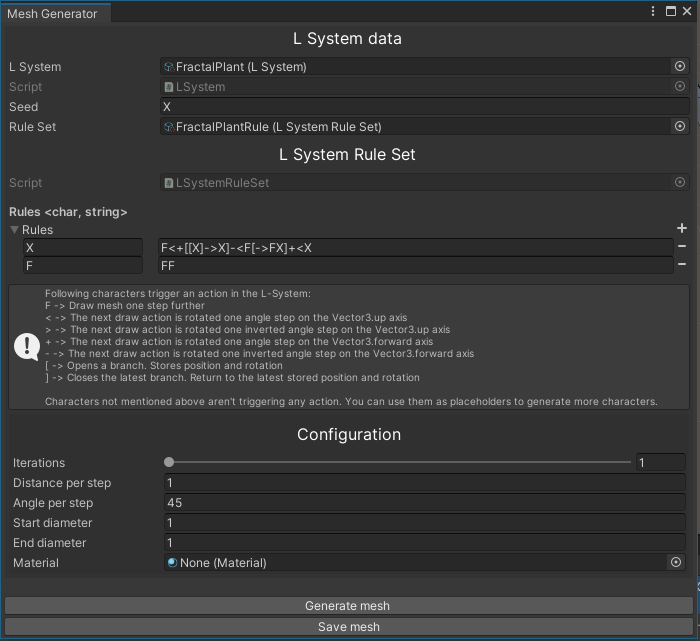 Mesh Generator
L System data
L System FractalPlant (L System)
Script LSystem
Seed X
Rule Set FractalPlantRule (L System Rule Set)
L System Rule Set
Script LSystemRuleSet
Rules <char, string>
Rules +
X F<+[[X]->X]-<F[->FX]+<X −
F FF −
Following characters trigger an action in the L-System:
F -> Draw mesh one step further
< -> The next draw action is rotated one angle step on the Vector3.up axis
> -> The next draw action is rotated one inverted angle step on the Vector3.up axis
+ -> The next draw action is rotated one angle step on the Vector3.forward axis
- -> The next draw action is rotated one inverted angle step on the Vector3.forward axis
[ -> Opens a branch. Stores position and rotation
] -> Closes the latest branch. Return to the latest stored position and rotation
Characters not mentioned above aren't triggering any action. You can use them as placeholders to generate more characters.
Configuration
Iterations 1
Distance per step 1
Angle per step 45
Start diameter 1
End diameter 1
Material None (Material)
Generate mesh
Save mesh